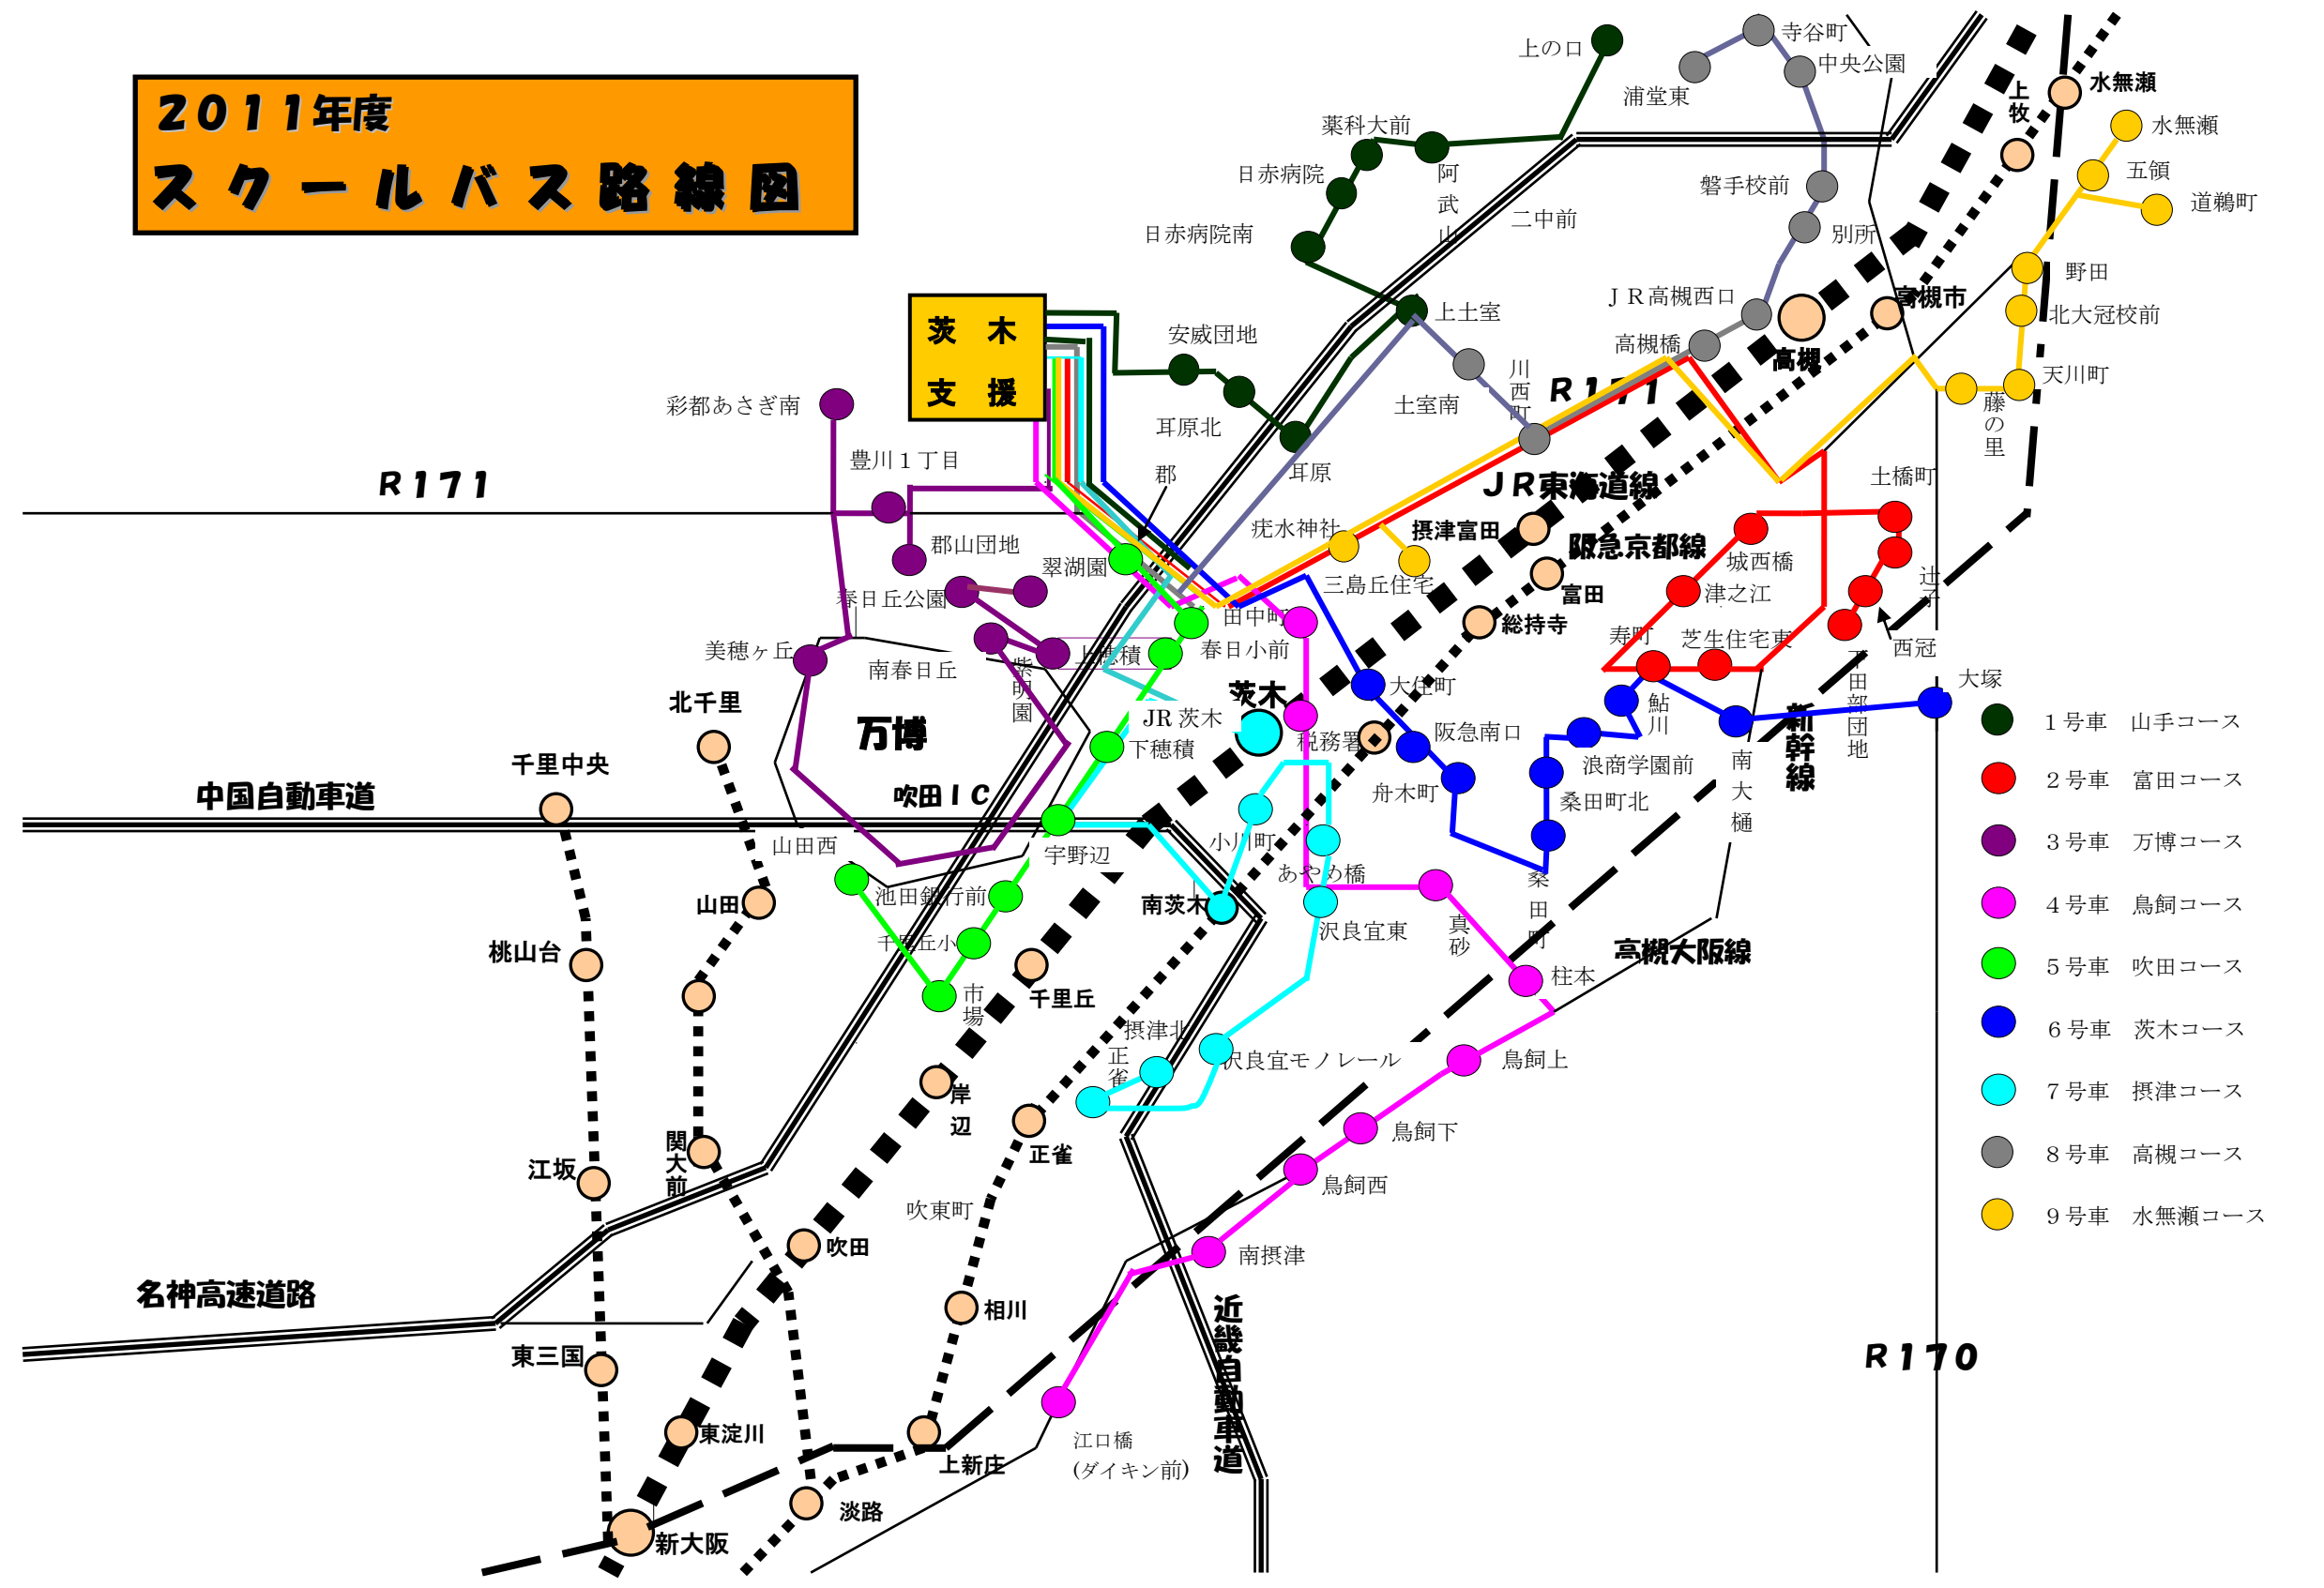 ２０１１年度
スクールバス路線図
上の口
寺谷町
中央公園
浦堂東
上牧
水無瀬
水無瀬
薬科大前
阿武山
日赤病院
五領
道鵜町
磐手校前
二中前
別所
日赤病院南
野田
ＪＲ高槻西口
高槻市
北大冠校前
上土室
茨木
支援
安威団地
高槻橋
高槻
天川町
川西町
Ｒ１７１
土室南
藤の里
彩都あさぎ南
耳原北
豊川１丁目
郡
耳原
土橋町
Ｒ１７１
ＪＲ東海道線
疣水神社
摂津富田
阪急京都線
城西橋
郡山団地
翠湖園
三島丘住宅
富田
津之江
辻子
春日丘公園
田中町
総持寺
寿町
芝生住宅東
西冠
美穂ヶ丘
南春日丘
紫明園
上穂積
春日小前
下田部団地
大塚
北千里
茨木
大住町
鮎川
新幹線
万博
JR 茨木
下穂積
税務署
阪急南口
南大樋
千里中央
浪商学園前
中国自動車道
吹田ＩＣ
舟木町
桑田町北
山田西
宇野辺
小川町
あやめ橋
桑田町
山田
池田銀行前
南茨木
沢良宜東
真砂
千里丘小
桃山台
高槻大阪線
柱本
市場
千里丘
摂津北
正雀
沢良宜モノレール
鳥飼上
岸辺
関大前
正雀
鳥飼下
江坂
鳥飼西
吹東町
吹田
南摂津
名神高速道路
相川
近畿自動車道
東三国
Ｒ１７０
東淀川
江口橋
(ダイキン前)
上新庄
淡路
新大阪
１号車　山手コース
２号車　富田コース
３号車　万博コース
４号車　鳥飼コース
５号車　吹田コース
６号車　茨木コース
７号車　摂津コース
８号車　高槻コース
９号車　水無瀬コース